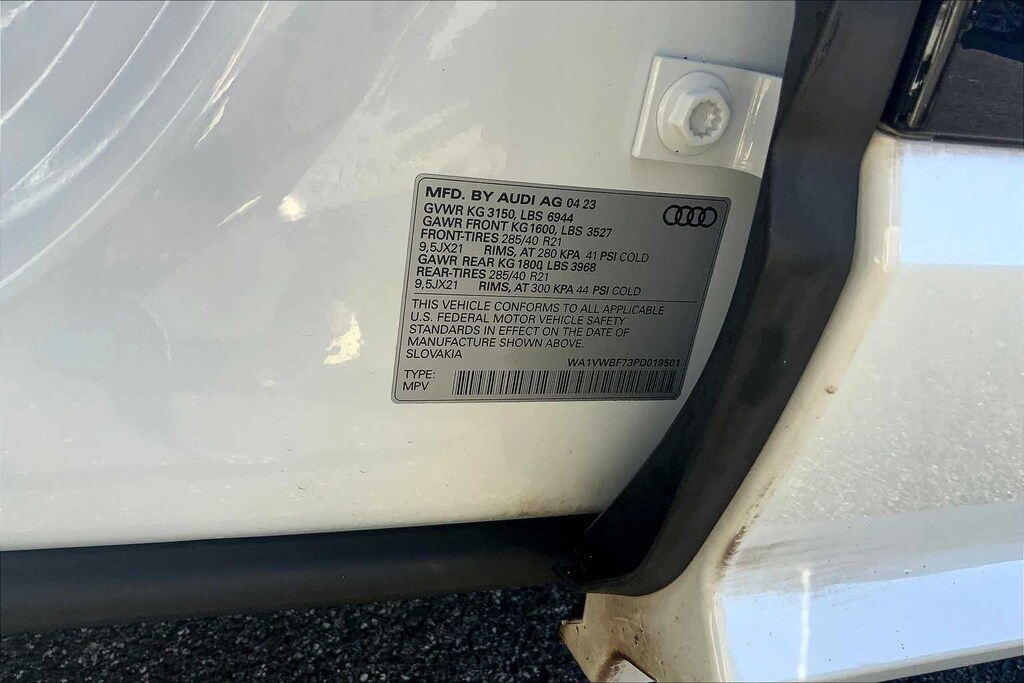 MFD. BY AUDI AG 04 23
GVWR KG 3150, LBS 6944
GAWR FRONT KG1600, LBS 3527
FRONT-TIRES 285/40 R21
9,5JX21 RIMS, AT 280 KPA 41 PSI COLD
GAWR REAR KG 1800, LBS 3968
REAR-TIRES 285/40 R21
9,5JX21 RIMS, AT 300 KPA 44 PSI COLD
THIS VEHICLE CONFORMS TO ALL APPLICABLE
U.S. FEDERAL MOTOR VEHICLE SAFETY
STANDARDS IN EFFECT ON THE DATE OF
MANUFACTURE SHOWN ABOVE.
SLOVAKIA
WA1VWBF73PD019501
TYPE:
MPV